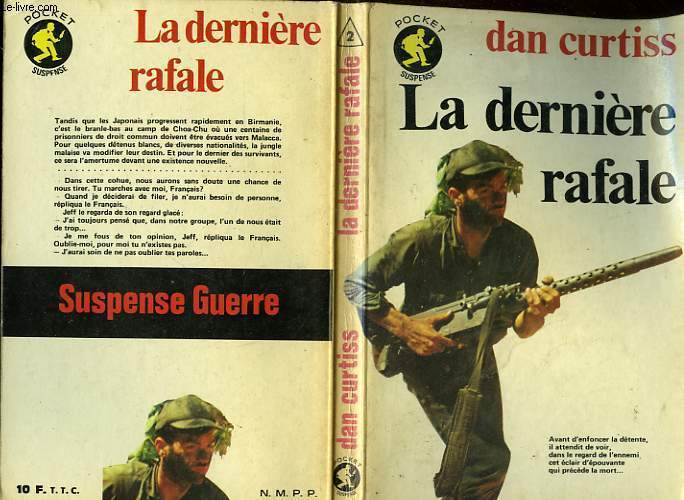 POCKET
SUSPENSE
La dernière
rafale
Tandis que les Japonais progressent rapidement en Birmanie,
c'est le branle-bas au camp de Choa-Chu où une centaine de
prisonniers de droit commun doivent être évacués vers Malacca.
Pour quelques détenus blancs, de diverses nationalités, la jungle
malaise va modifier leur destin. Et pour le dernier des survivants,
ce sera l'amertume devant une existence nouvelle.
— Dans cette cohue, nous aurons sans doute une chance de
nous tirer. Tu marches avec moi, Français?
— Quand je déciderai de filer, je n'aurai besoin de personne,
répliqua le Français.
Jeff le regarda de son regard glacé:
— J'ai toujours pensé que, dans notre groupe, l'un de nous était
de trop...
— Je me fous de ton opinion, Jeff, répliqua le Français.
Oublie-moi, pour moi tu n'existes pas.
— J'aurai soin de ne pas oublier tes paroles...
Suspense Guerre
10 F. T.T.C.
N. M. P. P.
2
la dernière rafale
dan curtiss
POCKET
SUSPENSE
POCKET
SUSPENSE
dan curtiss
La dernière
rafale
Avant d'enfoncer la détente,
il attendit de voir,
dans le regard de l'ennemi,
cet éclair d'épouvante
qui précède la mort...
www.le-livre.com